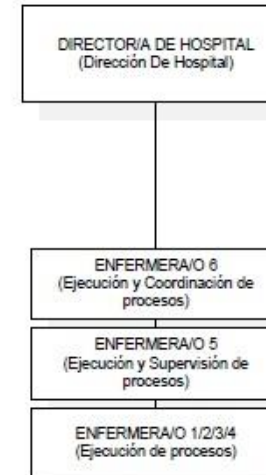 DIRECTOR/A DE HOSPITAL
(Dirección De Hospital)
ENFERMERA/O 6
(Ejecución y Coordinación de
procesos)
ENFERMERA/O 5
(Ejecución y Supervisión de
procesos)
ENFERMERA/O 1/2/3/4
(Ejecución de procesos)